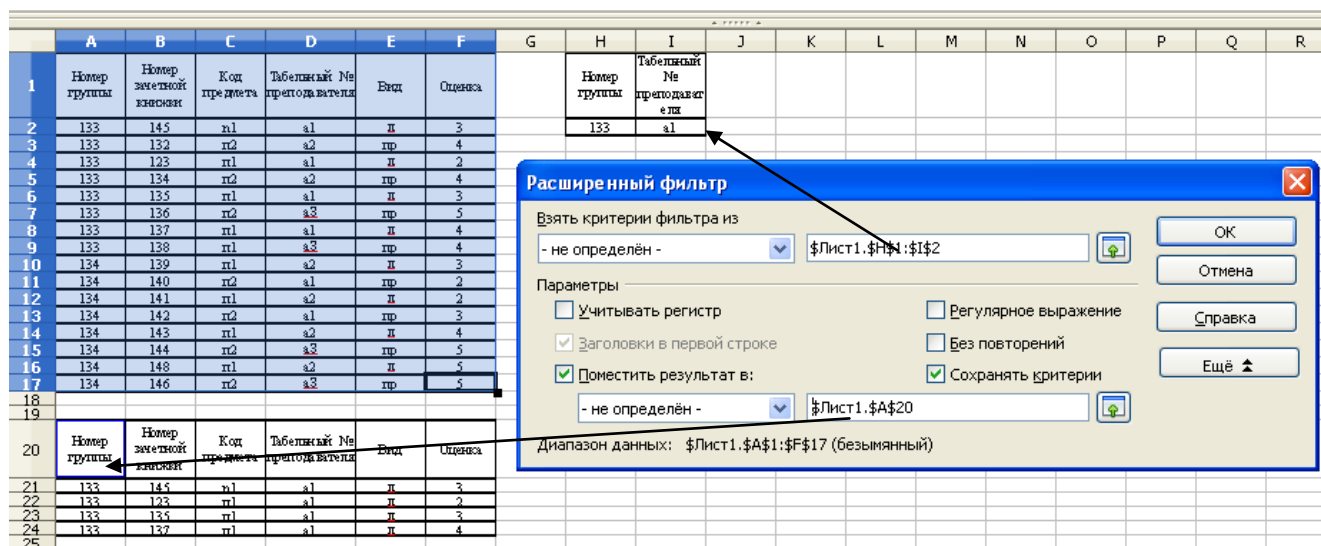 A B C D E F G H I J K L M N O P Q R
1 Номер группы Номер зачетной книжки Код предмета Табельный № преподавателя Вид Оценка Номер группы Табельный № преподавателя
2 133 145 п1 а1 л 3 133 а1
3 133 132 п2 а2 пр 4
4 133 123 п1 а1 л 2
5 133 134 п2 а2 пр 4
6 133 135 п1 а1 л 3
7 133 136 п2 а3 пр 5
8 133 137 п1 а1 л 4
9 133 138 п1 а3 пр 4
10 134 139 п1 а2 л 3
11 134 140 п2 а1 пр 2
12 134 141 п1 а2 л 2
13 134 142 п2 а1 пр 3
14 134 143 п1 а2 л 4
15 134 144 п2 а3 пр 5
16 134 148 п1 а2 л 5
17 134 146 п2 а3 пр 5
18
19
20 Номер группы Номер зачетной книжки Код предмета Табельный № преподавателя Вид Оценка
21 133 145 п1 а1 л 3
22 133 123 п1 а1 л 2
23 133 135 п1 а1 л 3
24 133 137 п1 а1 л 4
25
Расширенный фильтр
Взять критерии фильтра из
- не определён - $Лист1.$H$1:$I$2
ОК
Отмена
Параметры
Учитывать регистр Регулярное выражение
Справка
Заголовки в первой строке Без повторений
Ещё
Поместить результат в: Сохранять критерии
- не определён - $Лист1.$A$20
Диапазон данных: $Лист1.$A$1:$F$17 (безымянный)